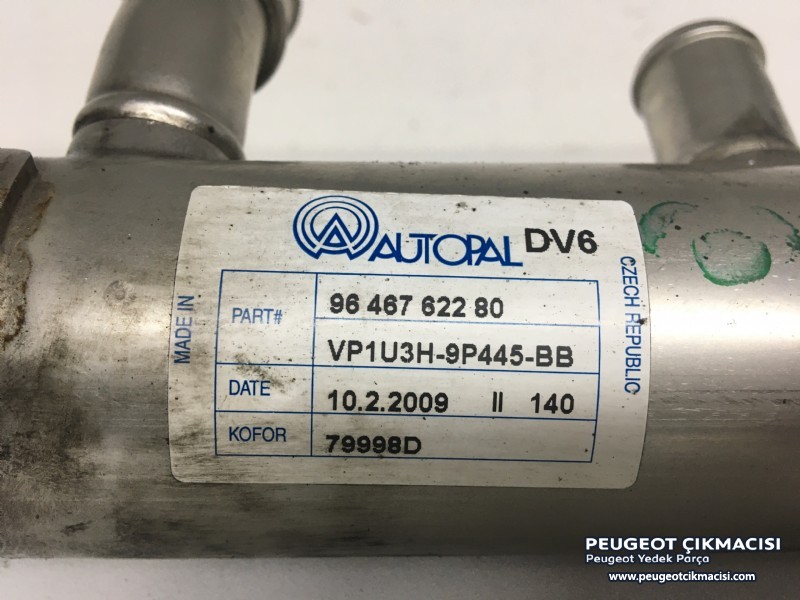 AUTOPAL DV6
MADE IN
CZECH REPUBLIC
PART# 96 467 622 80
VP1U3H-9P445-BB
DATE 10.2.2009 II 140
KOFOR 79998D
PEUGEOT ÇIKMACISI
Peugeot Yedek Parça
www.peugeotcikmacisi.com